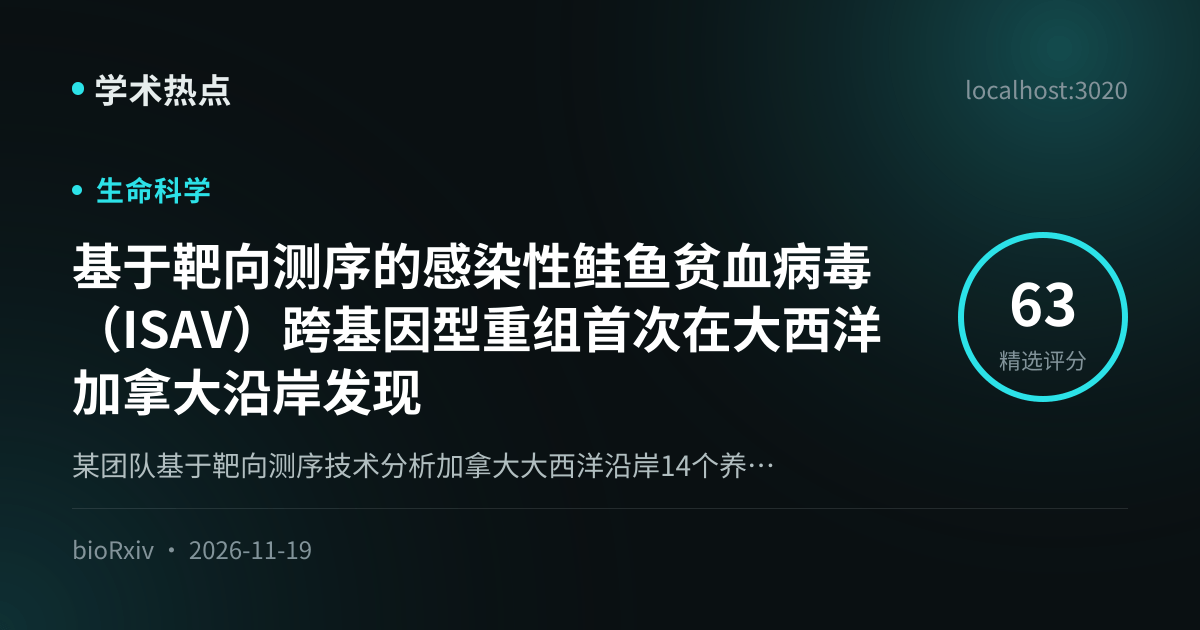 学术热点
localhost:3020
生命科学
基于靶向测序的感染性鲑鱼贫血病毒
（ISAV）跨基因型重组首次在大西洋
加拿大沿岸发现
63
精选评分
某团队基于靶向测序技术分析加拿大大西洋沿岸14个养…
bioRxiv · 2026-11-19